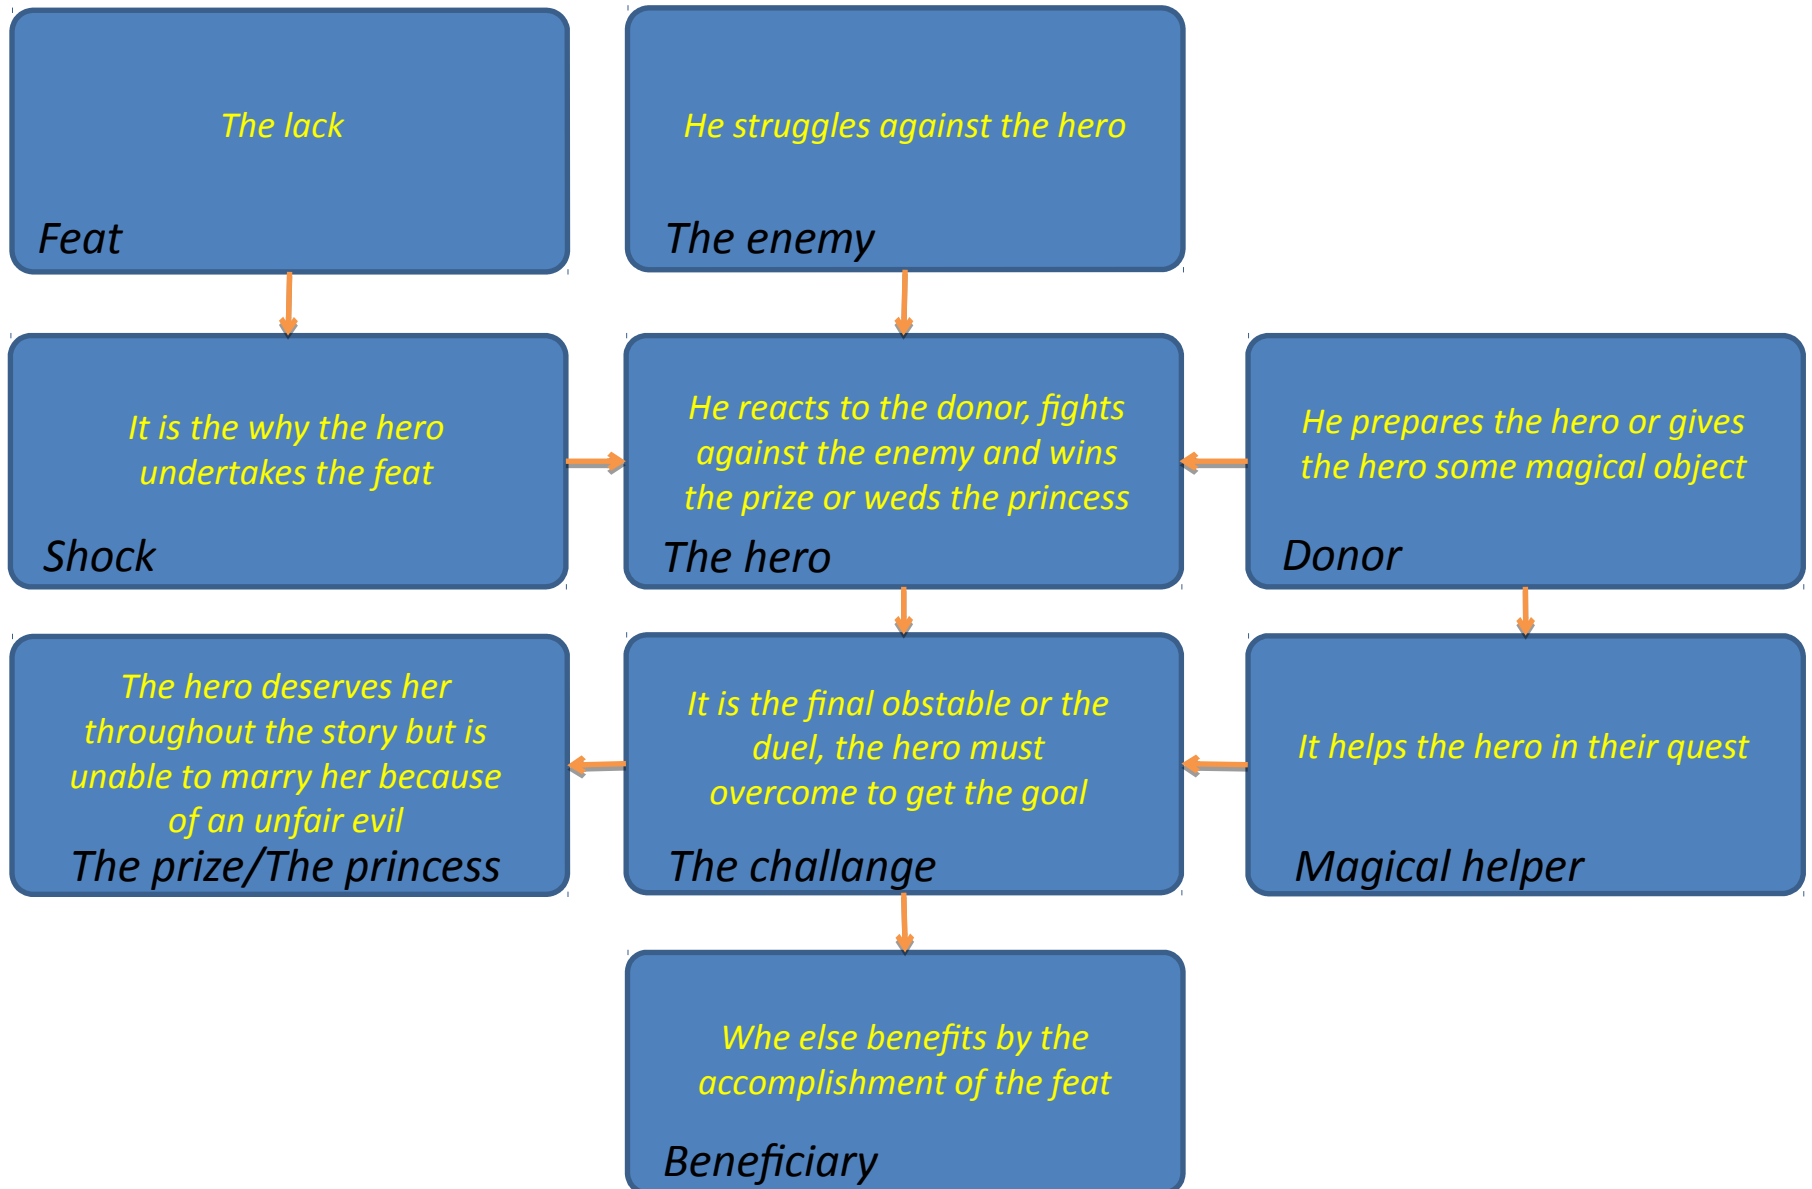 The lack
Feat
He struggles against the hero
The enemy
It is the why the hero
undertakes the feat
Shock
He reacts to the donor, fights
against the enemy and wins
the prize or weds the princess
The hero
He prepares the hero or gives
the hero some magical object
Donor
The hero deserves her
throughout the story but is
unable to marry her because
of an unfair evil
The prize/The princess
It is the final obstable or the
duel, the hero must
overcome to get the goal
The challange
It helps the hero in their quest
Magical helper
Whe else benefits by the
accomplishment of the feat
Beneficiary